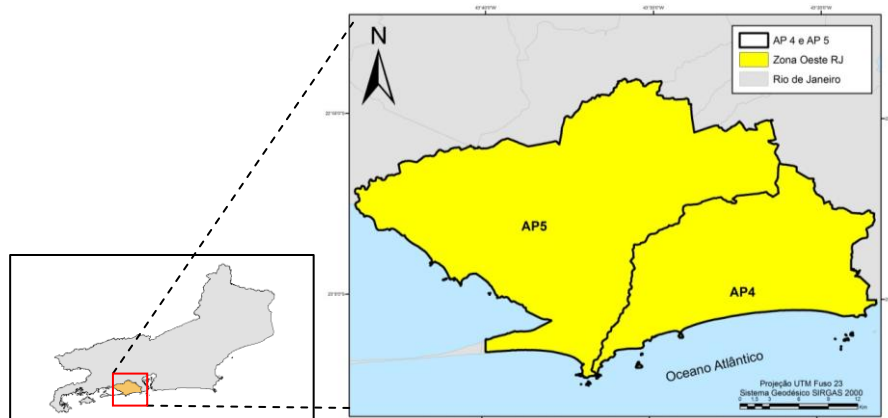 N
AP 4 e AP 5
Zona Oeste RJ
Rio de Janeiro
AP5
AP4
Oceano Atlântico
Projeção UTM Fuso 23
Sistema Geodésico SIRGAS 2000